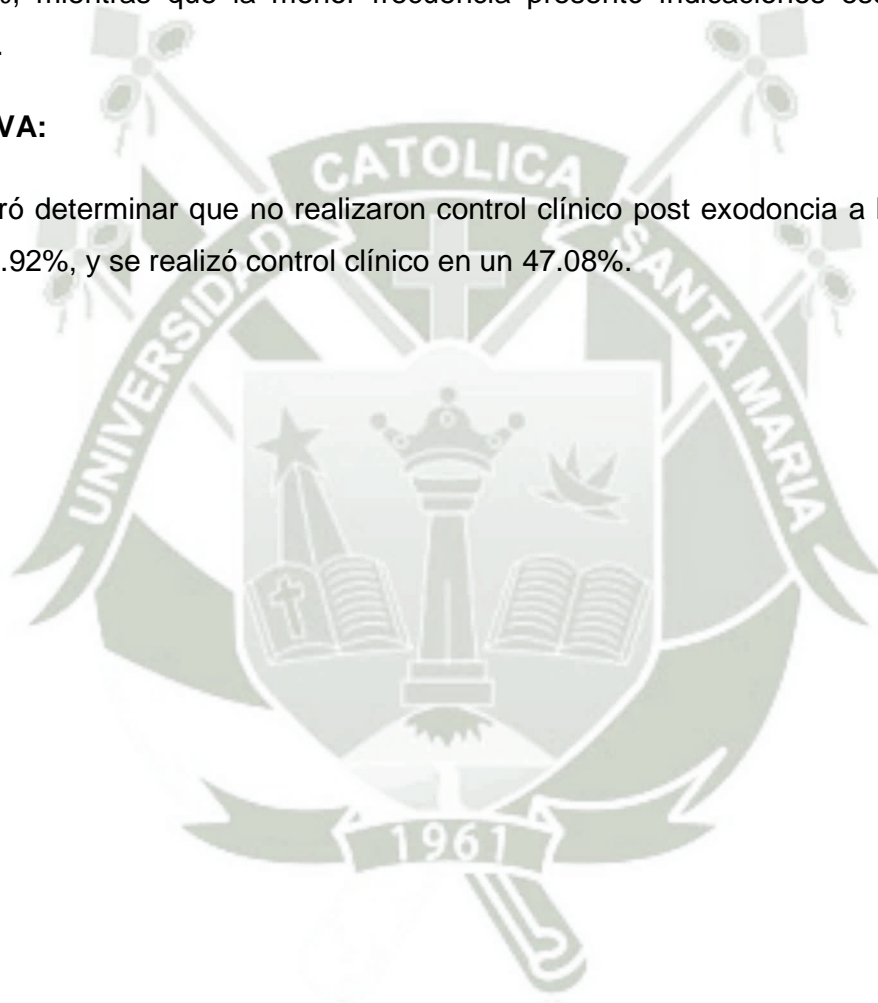 mientras que la menor frecuencia presentó indicaciones
VA:
ró determinar que no realizaron control clínico post exodoncia a
.92%, y se realizó control clínico en un 47.08%.
UNIVERSIDAD CATOLICA SANTA MARIA
1961